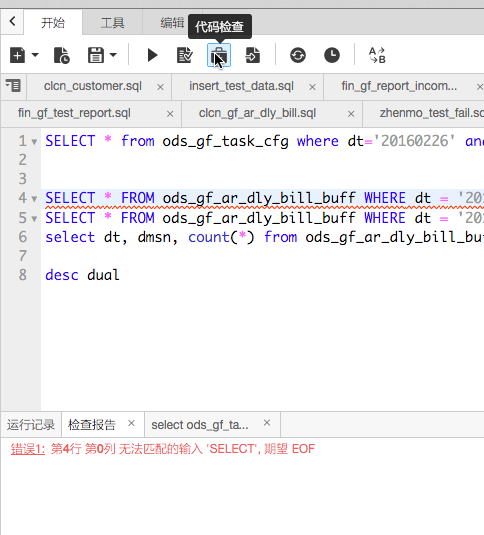 开始 工具 编辑 代码检查
clcn_customer.sql × insert_test_data.sql × fin_gf_report_incom... ×
fin_gf_test_report.sql × clcn_gf_ar_dly_bill.sql × zhenmo_test_fail.s
1 SELECT * from ods_gf_task_cfg where dt='20160226' and
2
3
4 SELECT * FROM ods_gf_ar_dly_bill_buff WHERE dt = '201
5 SELECT * FROM ods_gf_ar_dly_bill_buff WHERE dt = '201
6 select dt, dmsn, count(*) from ods_gf_ar_dly_bill_buf
7
8 desc dual
运行记录 检查报告 × select ods_gf_ta... ×
错误1: 第4行 第0列 无法匹配的输入 'SELECT', 期望 EOF